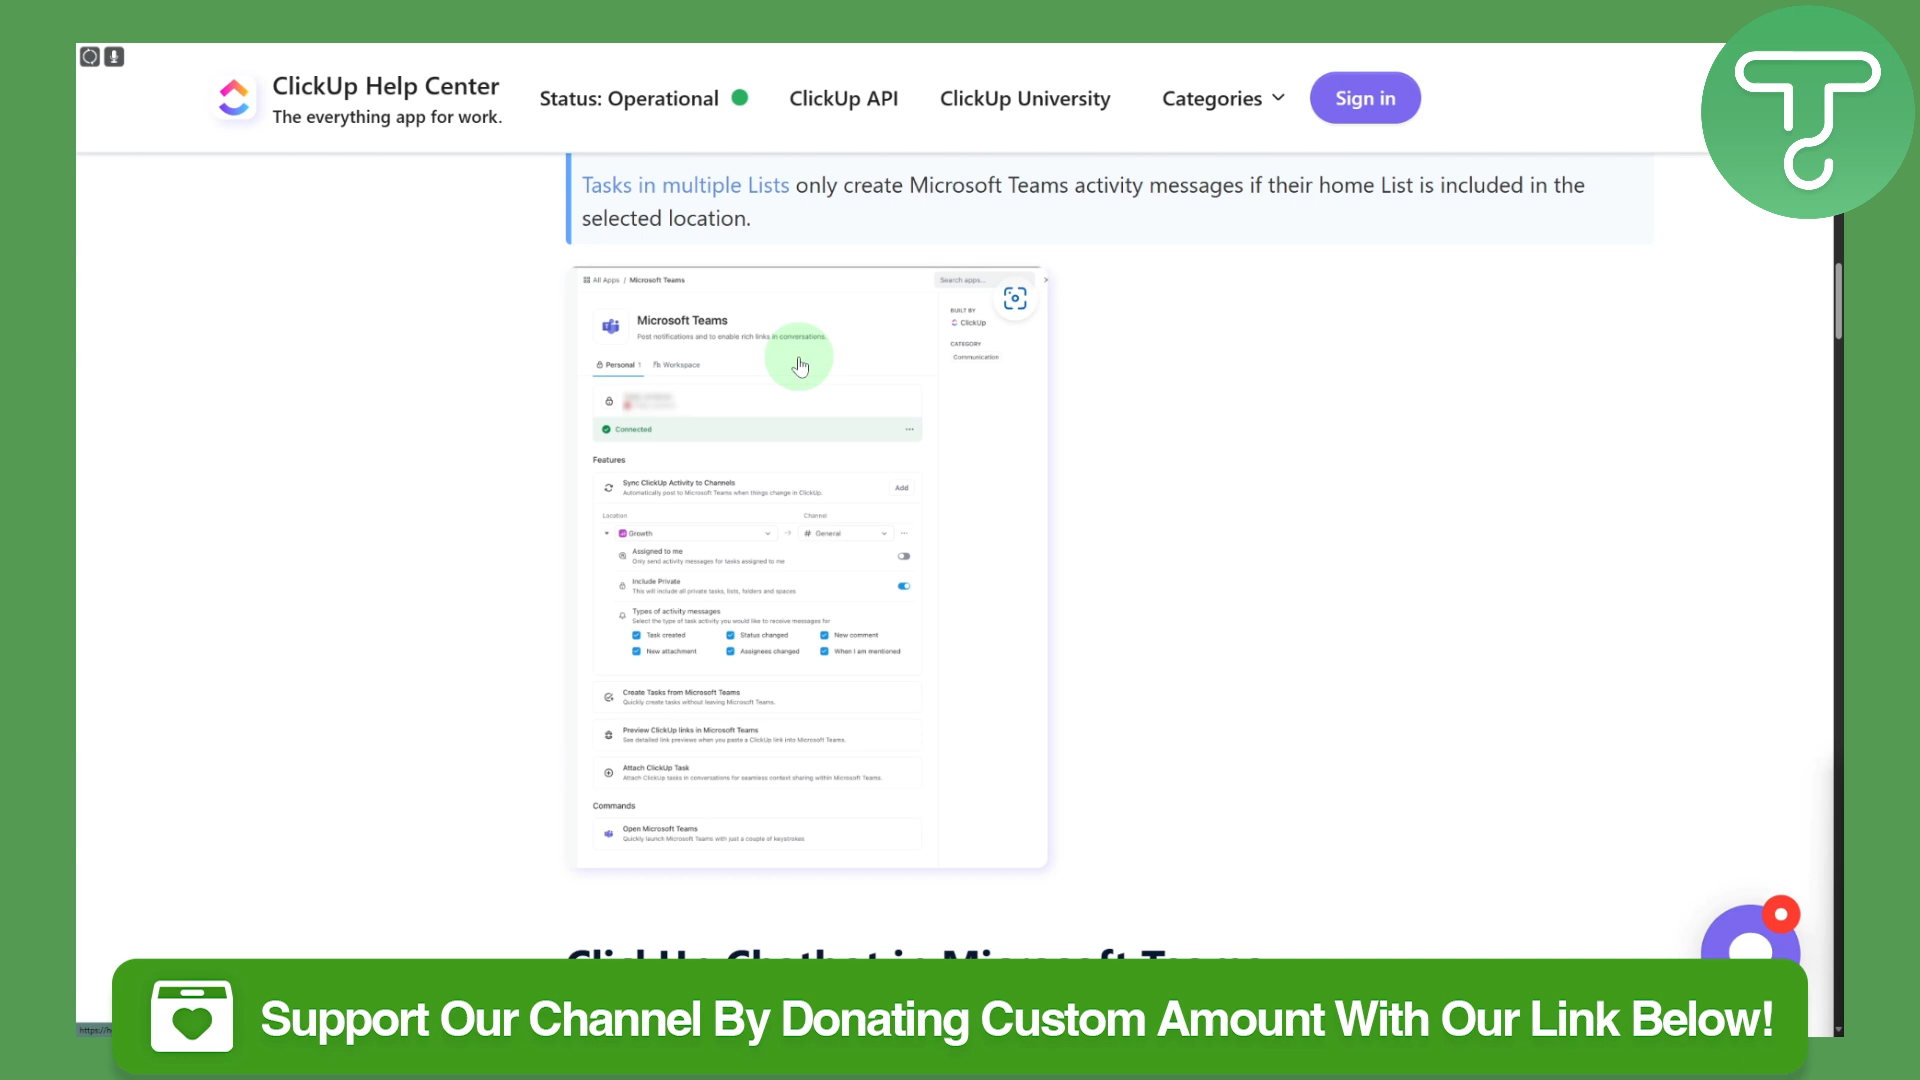 ClickUp Help Center
The everything app for work.
Status: Operational
ClickUp API
ClickUp University
Categories
Sign in
Tasks in multiple Lists only create Microsoft Teams activity messages if their home List is included in the
selected location.
All Apps / Microsoft Teams
Search apps...
Microsoft Teams
Post notifications and to enable rich links in conversations.
BUILT BY
ClickUp
CATEGORY
Communication
Personal 1
Workspace
Connected
Features
Sync ClickUp Activity to Channels
Automatically post to Microsoft Teams when things change in ClickUp.
Add
Location
Channel
Growth
# General
Assigned to me
Only send activity messages for tasks assigned to me
Include Private
This will include all private tasks, lists, folders and spaces
Types of activity messages
Select the type of task activity you would like to receive messages for
Task created
Status changed
New comment
New attachment
Assignees changed
When I am mentioned
Create Tasks from Microsoft Teams
Quickly create tasks without leaving Microsoft Teams.
Preview ClickUp links in Microsoft Teams
See detailed link previews when you paste a ClickUp link into Microsoft Teams.
Attach ClickUp Task
Attach ClickUp tasks in conversations for seamless context sharing within Microsoft Teams.
Commands
Open Microsoft Teams
Quickly launch Microsoft Teams with just a couple of keystrokes
ClickUp Chatbot in Microsoft Teams
https://h
Support Our Channel By Donating Custom Amount With Our Link Below!